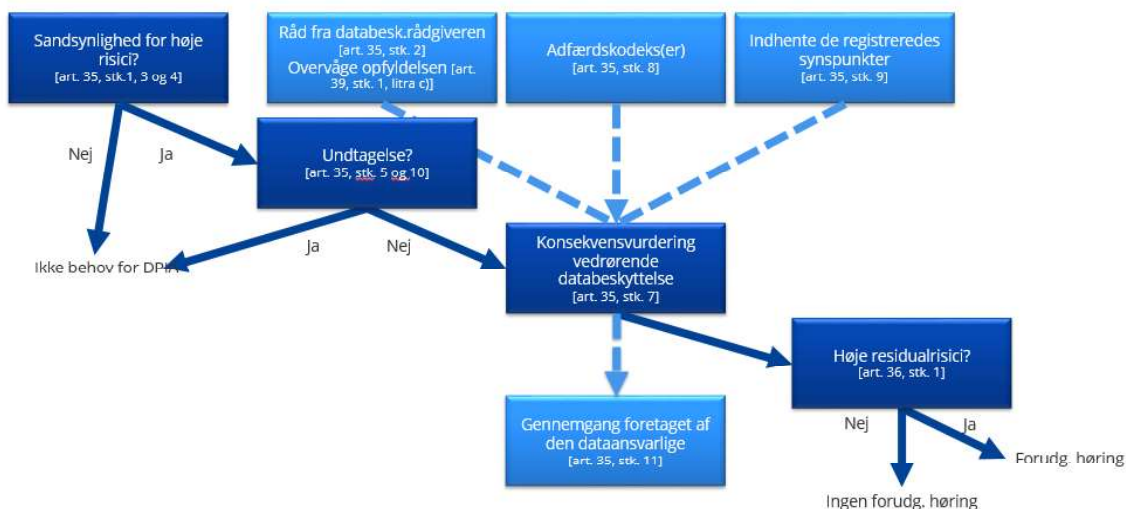 Sandsynlighed for høje
risici?
[art. 35, stk.1, 3 og 4]
Råd fra databesk.rådgiveren
[art. 35, stk. 2]
Overvåge opfyldelsen [art.
39, stk. 1, litra c)]
Adfærdskodeks(er)
[art. 35, stk. 8]
Indhente de registreredes
synspunkter
[art. 35, stk. 9]
Nej
Ja
Undtagelse?
[art. 35, stk. 5 og 10]
Ja
Nej
Ikke behov for DPIA
Konsekvensvurdering
vedrørende
databeskyttelse
[art. 35, stk. 7]
Høje residualrisici?
[art. 36, stk. 1]
Gennemgang foretaget af
den dataansvarlige
[art. 35, stk. 11]
Nej
Ja
Forudg. høring
Ingen forudg. høring